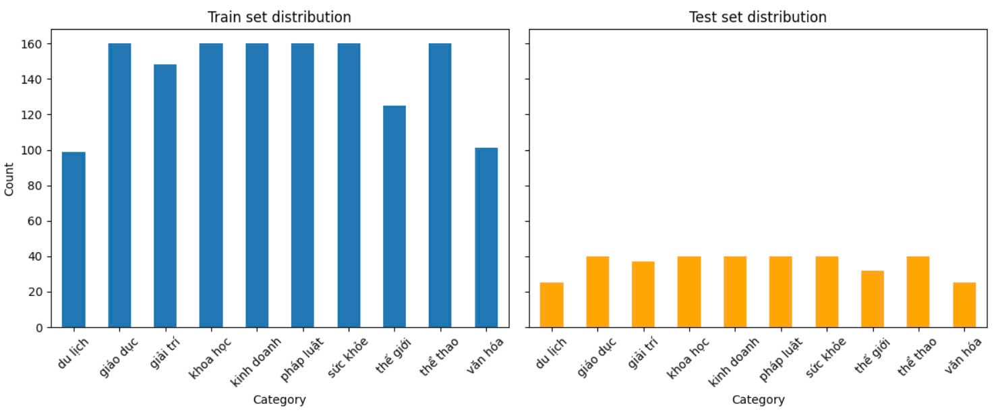 Train set distribution
Test set distribution
Count
160
140
120
100
80
60
40
20
0
du lịch
giáo dục
giải trí
khoa học
kinh doanh
pháp luật
sức khỏe
thế giới
thể thao
văn hóa
du lịch
giáo dục
giải trí
khoa học
kinh doanh
pháp luật
sức khỏe
thế giới
thể thao
văn hóa
Category
Category